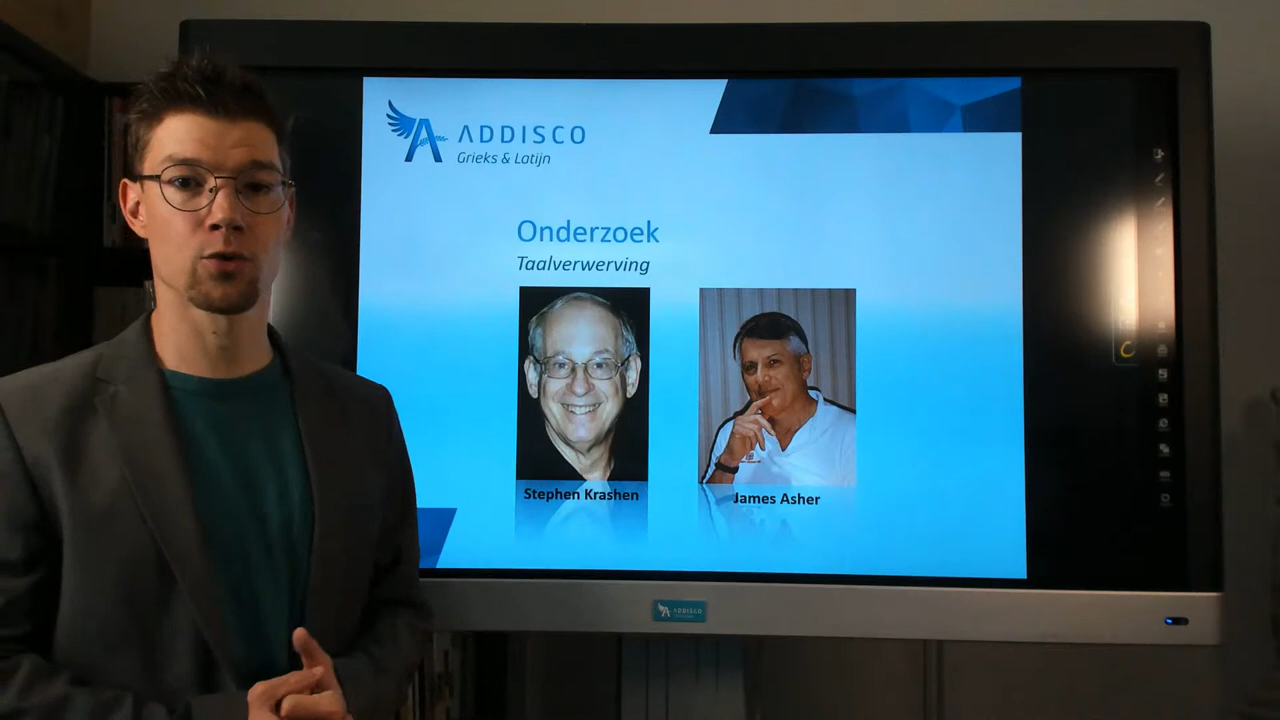 ADDISCO
Grieks & Latijn
Onderzoek
Taalverwerving
Stephen Krashen
James Asher
ADDISCO